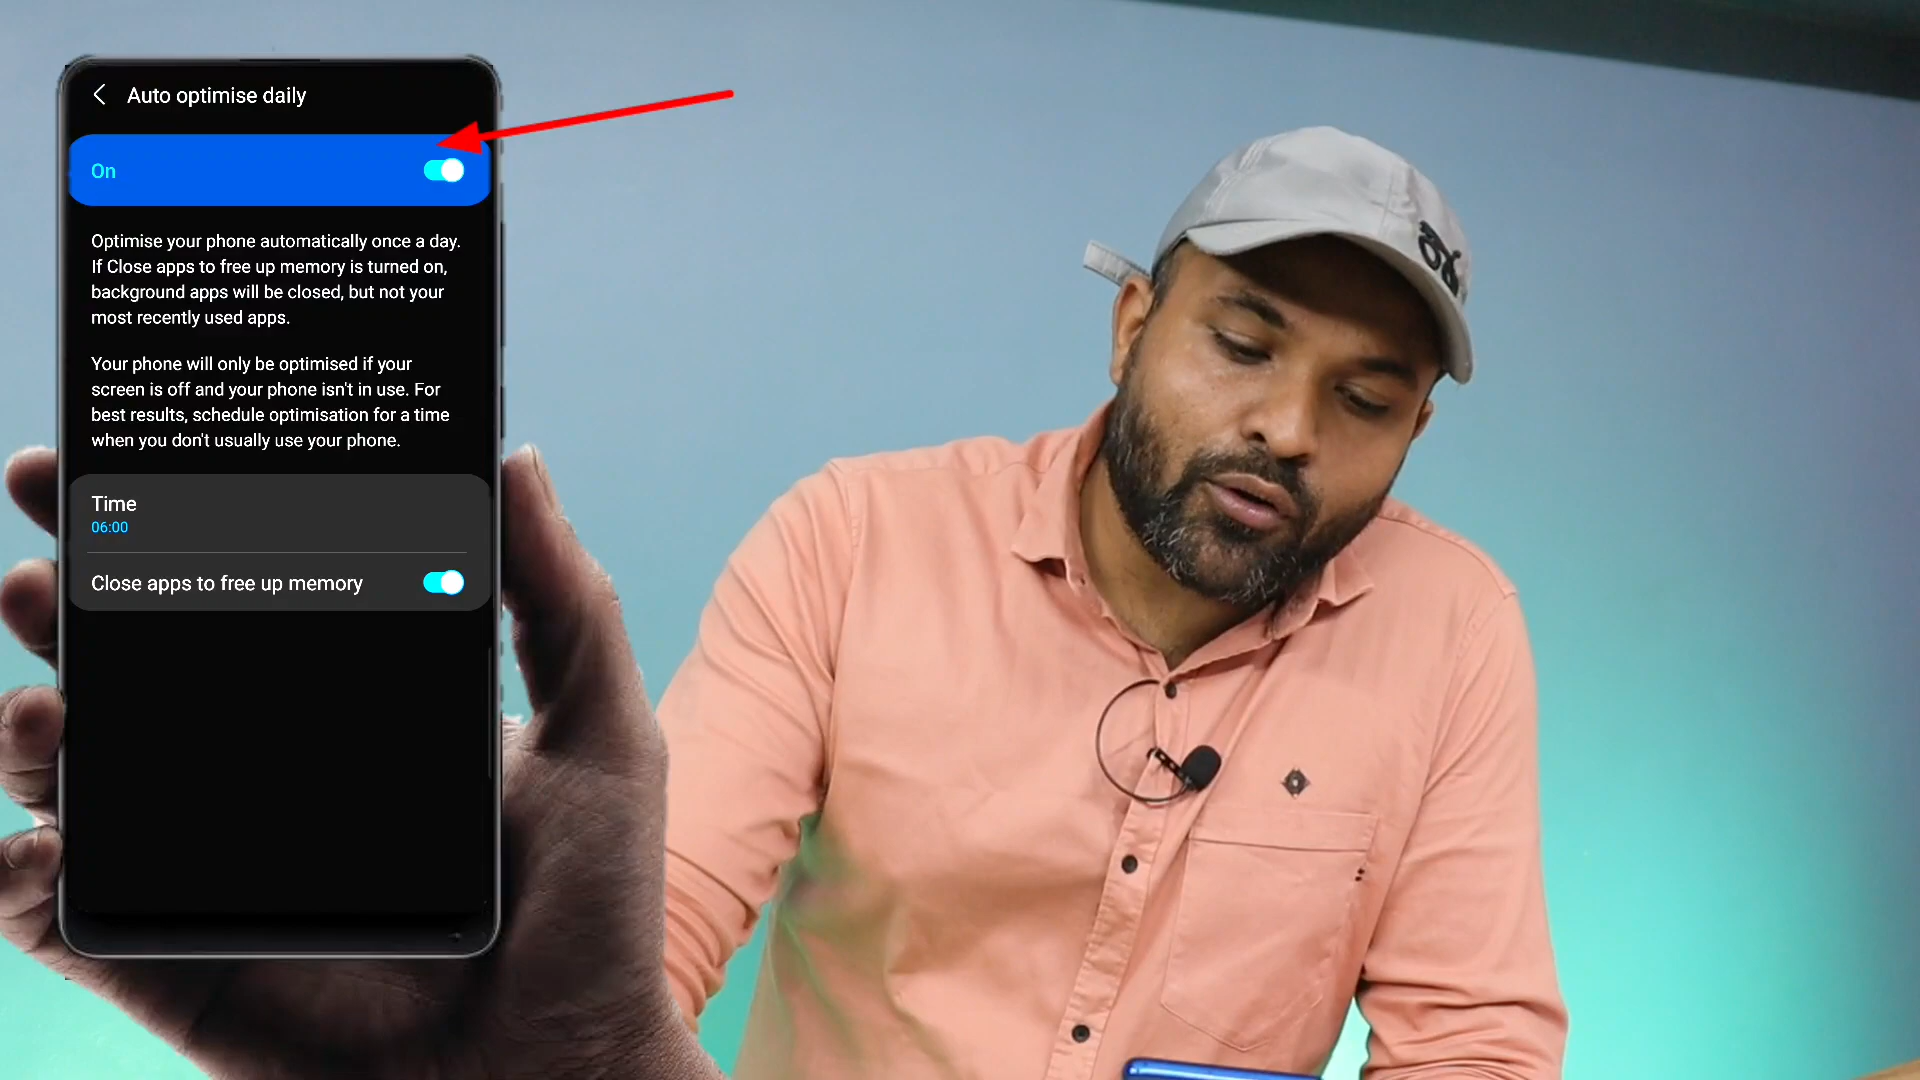 Auto optimise daily
On
Optimise your phone automatically once a day.
If Close apps to free up memory is turned on,
background apps will be closed, but not your
most recently used apps.
Your phone will only be optimised if your
screen is off and your phone isn't in use. For
best results, schedule optimisation for a time
when you don't usually use your phone.
Time
06:00
Close apps to free up memory